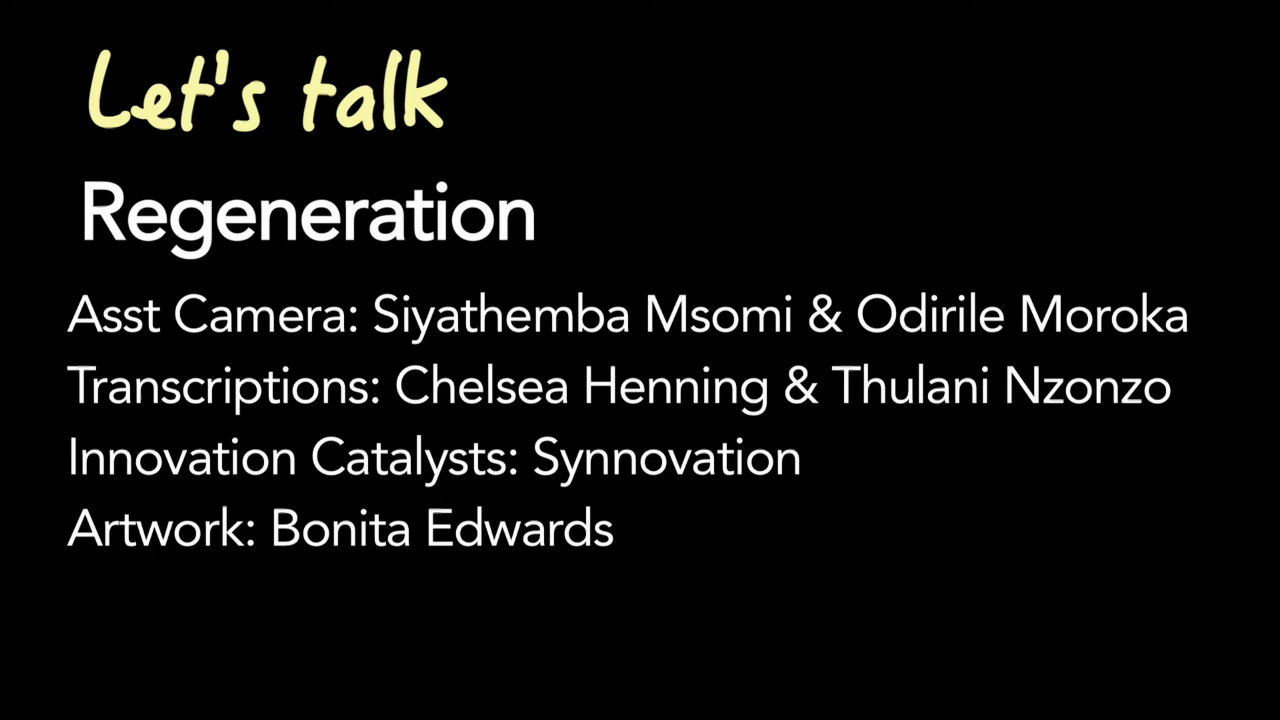 Let's talk
Regeneration
Asst Camera: Siyathemba Msomi & Odirile Moroka
Transcriptions: Chelsea Henning & Thulani Nzonzo
Innovation Catalysts: Synnovation
Artwork: Bonita Edwards